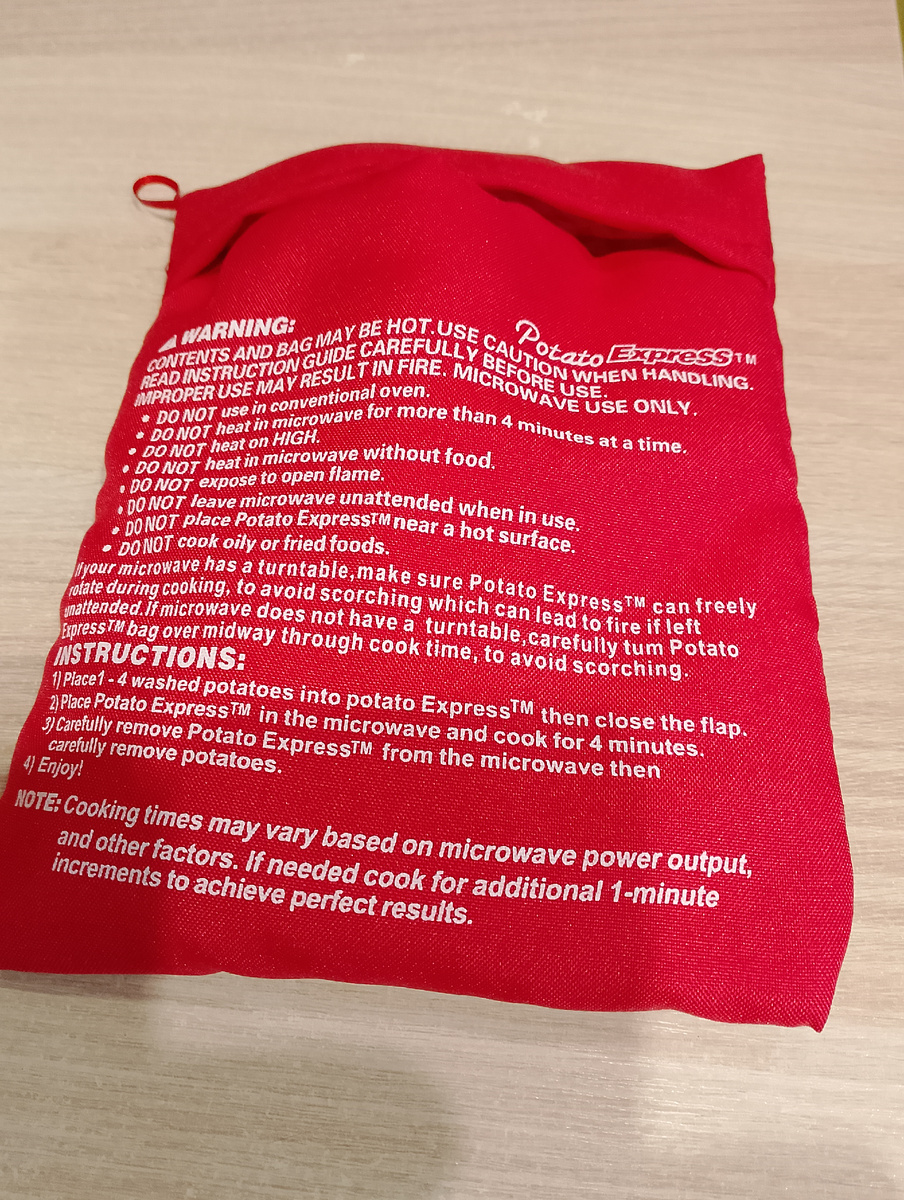 ⚠ WARNING:
Potato Express™
CONTENTS AND BAG MAY BE HOT. USE CAUTION WHEN HANDLING.
READ INSTRUCTION GUIDE CAREFULLY BEFORE USE.
IMPROPER USE MAY RESULT IN FIRE. MICROWAVE USE ONLY.
• DO NOT use in conventional oven.
• DO NOT heat in microwave for more than 4 minutes at a time.
• DO NOT heat on HIGH.
• DO NOT heat in microwave without food.
• DO NOT expose to open flame.
• DO NOT leave microwave unattended when in use.
• DO NOT place Potato Express™ near a hot surface.
• DO NOT cook oily or fried foods.
If your microwave has a turntable,make sure Potato Express™ can freely
rotate during cooking, to avoid scorching which can lead to fire if left
unattended.If microwave does not have a turntable,carefully turn Potato
Express™ bag over midway through cook time, to avoid scorching.
INSTRUCTIONS:
1) Place1 - 4 washed potatoes into potato Express™ then close the flap.
2) Place Potato Express™ in the microwave and cook for 4 minutes.
3) Carefully remove Potato Express™ from the microwave then
carefully remove potatoes.
4) Enjoy!
NOTE: Cooking times may vary based on microwave power output,
and other factors. If needed cook for additional 1-minute
increments to achieve perfect results.